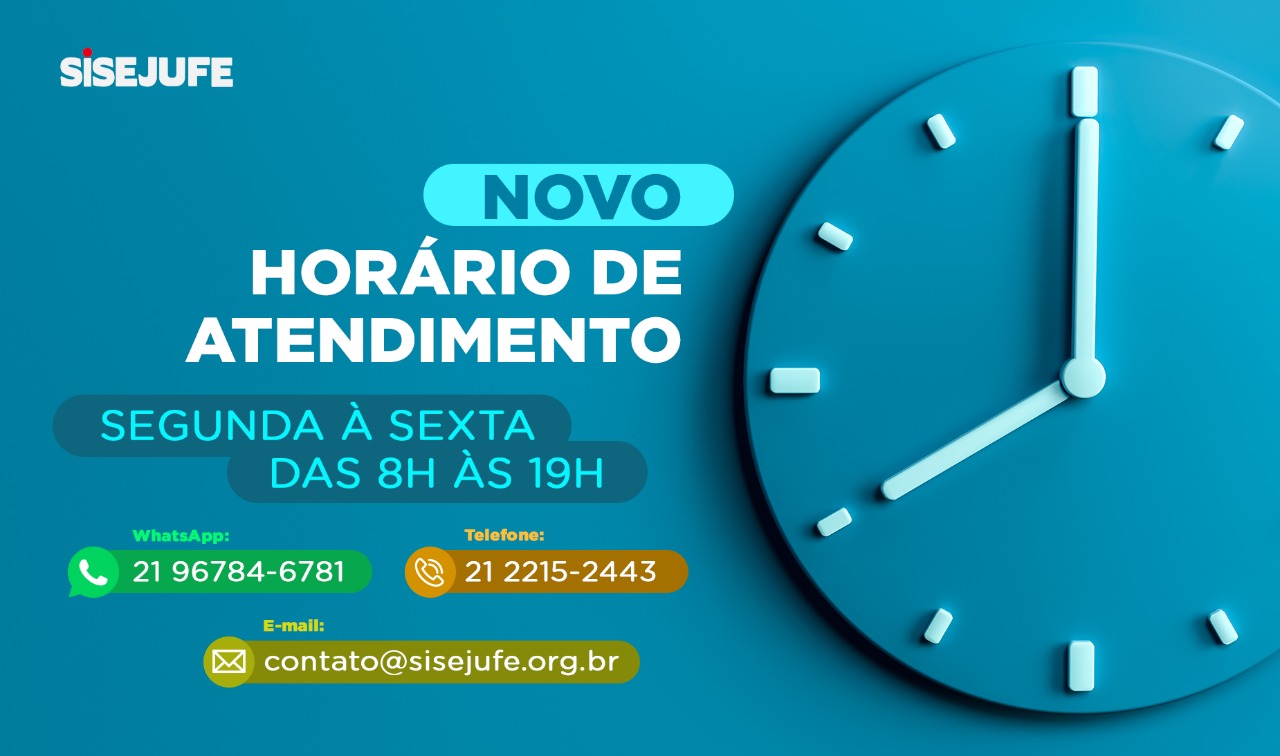 SISEJUFE
NOVO
HORÁRIO DE
ATENDIMENTO
SEGUNDA À SEXTA
DAS 8H ÀS 19H
WhatsApp:
21 96784-6781
Telefone:
21 2215-2443
E-mail:
contato@sisejufe.org.br